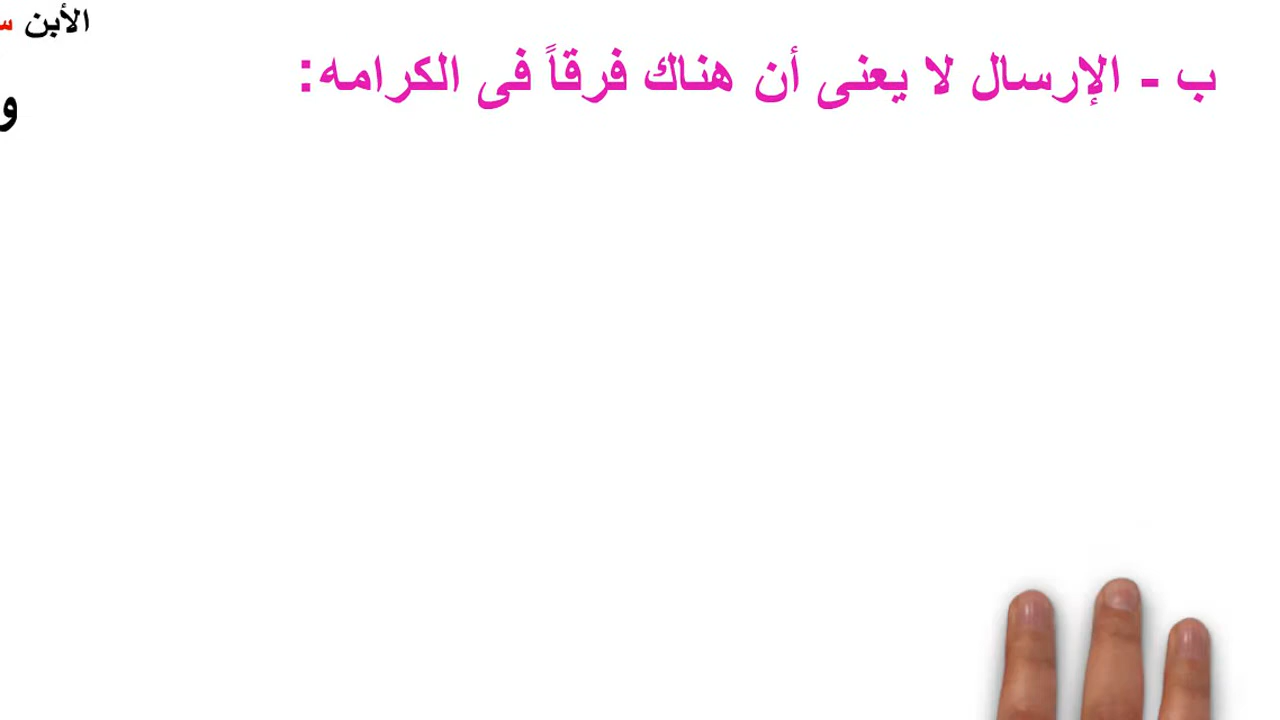 الأبن
ب - الإرسال لا يعنى أن هناك فرقاً فى الكرامه:
و